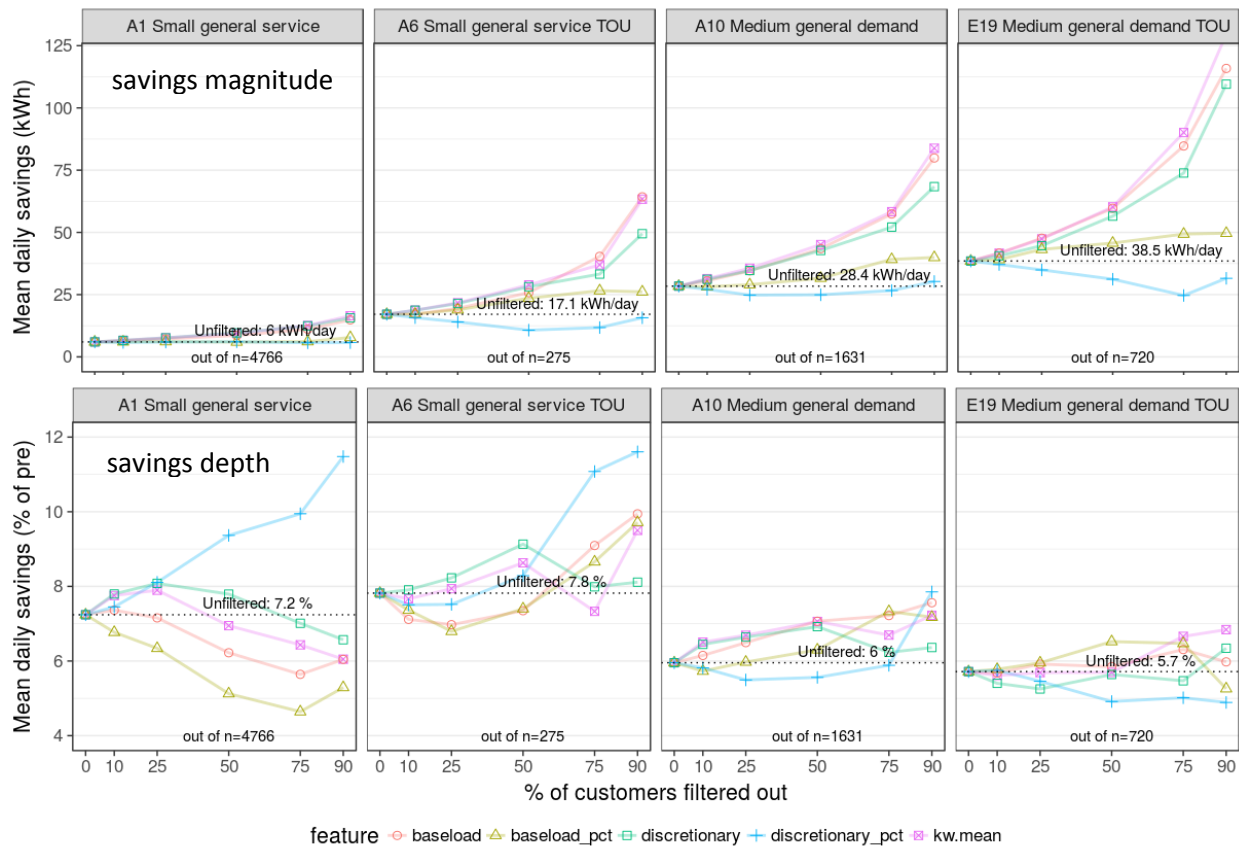 A1 Small general service
A6 Small general service TOU
A10 Medium general demand
E19 Medium general demand TOU
Mean daily savings (kWh)
125
100
75
50
25
0
savings magnitude
Unfiltered: 6 kWh/day
out of n=4766
Unfiltered: 17.1 kWh/day
out of n=275
Unfiltered: 28.4 kWh/day
out of n=1631
Unfiltered: 38.5 kWh/day
out of n=720
A1 Small general service
A6 Small general service TOU
A10 Medium general demand
E19 Medium general demand TOU
Mean daily savings (% of pre)
12
10
8
6
4
savings depth
Unfiltered: 7.2 %
out of n=4766
Unfiltered: 7.8 %
out of n=275
Unfiltered: 6 %
out of n=1631
Unfiltered: 5.7 %
out of n=720
0 10 25 50 75 90
0 10 25 50 75 90
0 10 25 50 75 90
0 10 25 50 75 90
% of customers filtered out
feature baseload baseload_pct discretionary discretionary_pct kw.mean